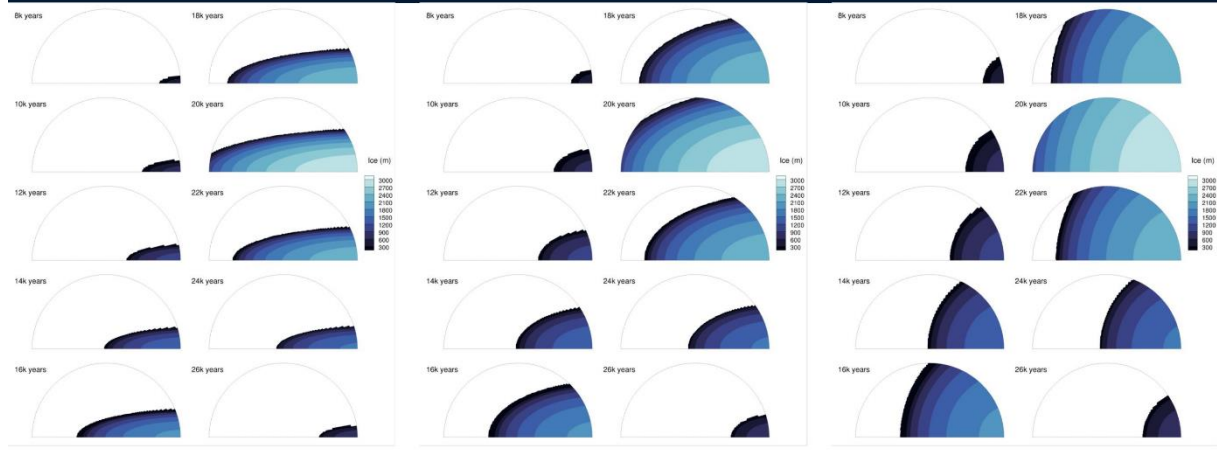 8k years
18k years
10k years
20k years
Ice (m)
3000
2700
2400
2100
1800
1500
1200
900
600
300
12k years
22k years
14k years
24k years
16k years
26k years
8k years
18k years
10k years
20k years
Ice (m)
3000
2700
2400
2100
1800
1500
1200
900
600
300
12k years
22k years
14k years
24k years
16k years
26k years
8k years
18k years
10k years
20k years
Ice (m)
3000
2700
2400
2100
1800
1500
1200
900
600
300
12k years
22k years
14k years
24k years
16k years
26k years